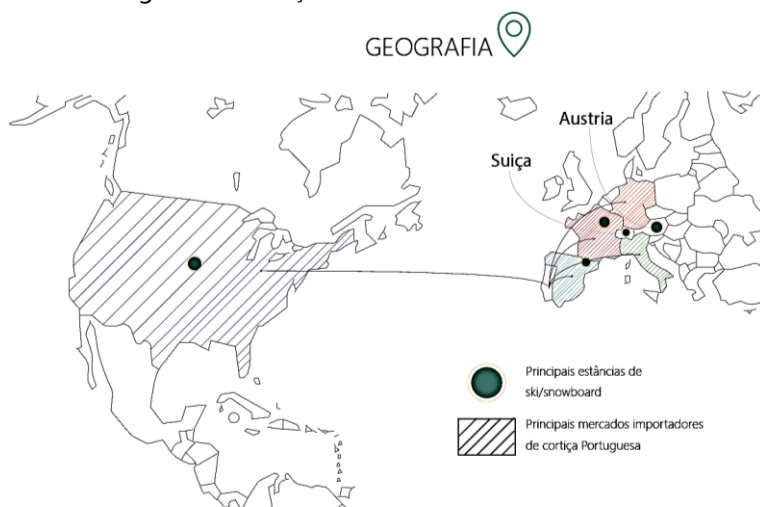 GEOGRAFIA
Austria
Suiça
Principais estâncias de
ski/snowboard
Principais mercados importadores
de cortiça Portuguesa